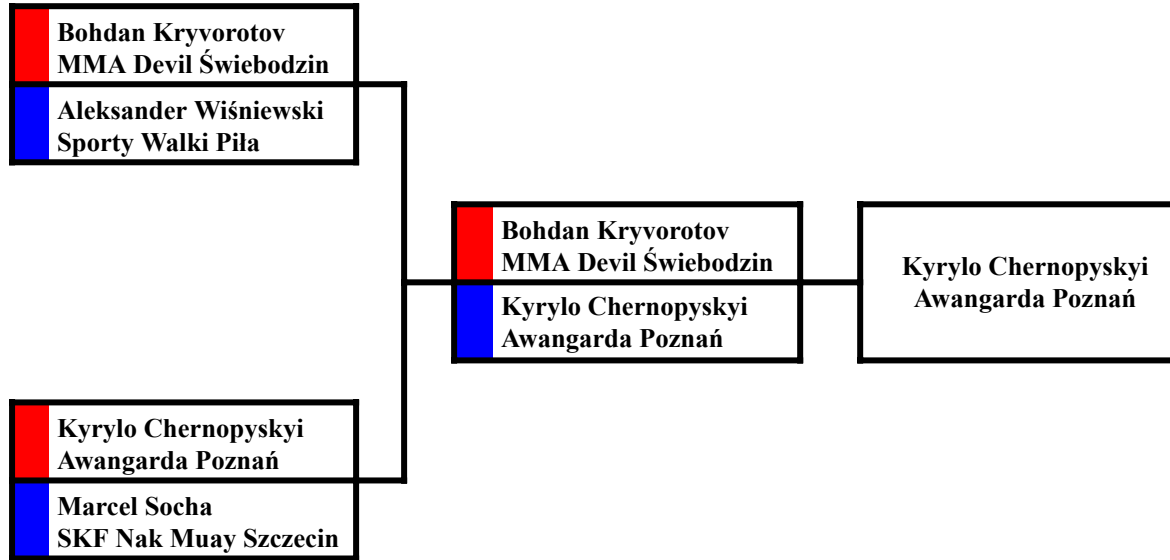 Bohdan Kryvorotov
MMA Devil Świebodzin
Aleksander Wiśniewski
Sporty Walki Piła
Bohdan Kryvorotov
MMA Devil Świebodzin
Kyrylo Chernopyskyi
Awangarda Poznań
Kyrylo Chernopyskyi
Awangarda Poznań
Kyrylo Chernopyskyi
Awangarda Poznań
Marcel Socha
SKF Nak Muay Szczecin